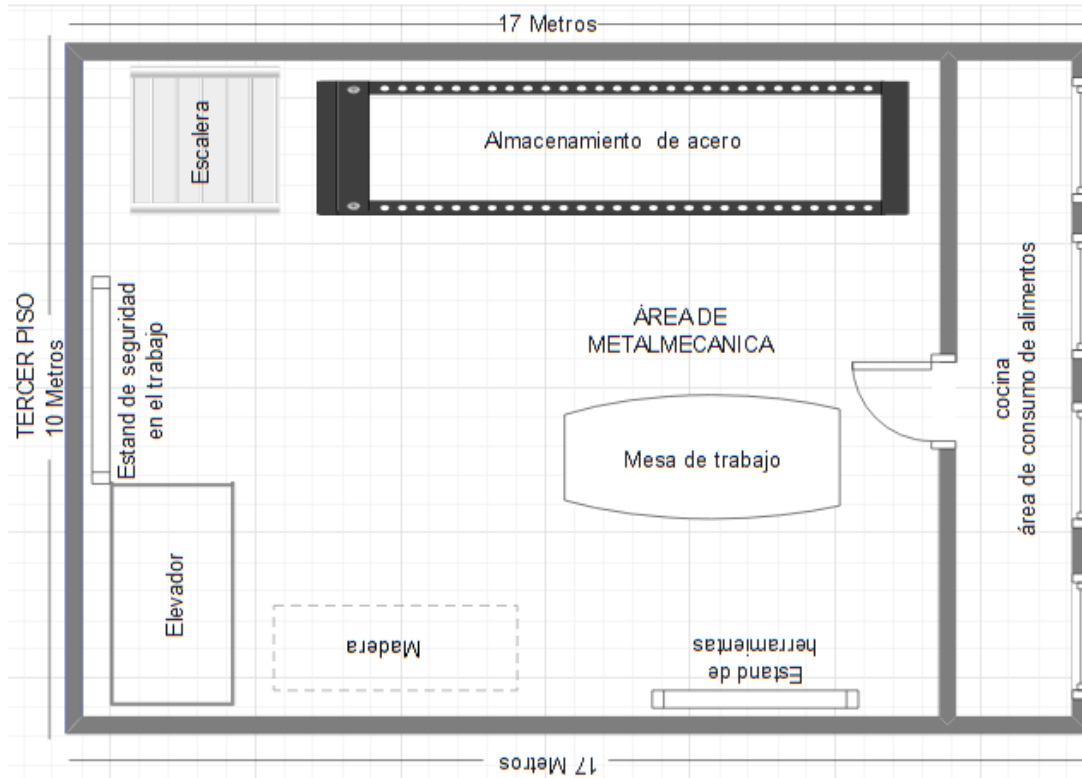 17 Metros
Escalera
Almacenamiento de acero
TERCER PISO
10 Metros
Estand de seguridad
en el trabajo
ÁREA DE
METALMECANICA
cocina
área de consumo de alimentos
Mesa de trabajo
Elevador
Madera
Estand de
herramientas
17 Metros